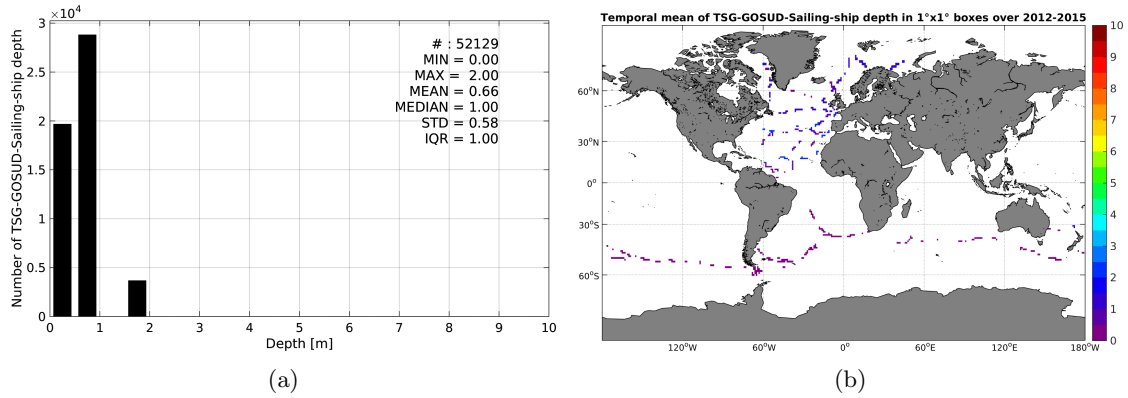 ×10⁴
3
2.5
2
1.5
1
0.5
0
Number of TSG-GOSUD-Sailing-ship depth
# : 52129
MIN = 0.00
MAX = 2.00
MEAN = 0.66
MEDIAN = 1.00
STD = 0.58
IQR = 1.00
0 1 2 3 4 5 6 7 8 9 10
Depth [m]
(a)
Temporal mean of TSG-GOSUD-Sailing-ship depth in 1°x1° boxes over 2012-2015
60°N
30°N
0°
30°S
60°S
120°W 60°W 0° 60°E 120°E 180°W
10
9
8
7
6
5
4
3
2
1
0
(b)